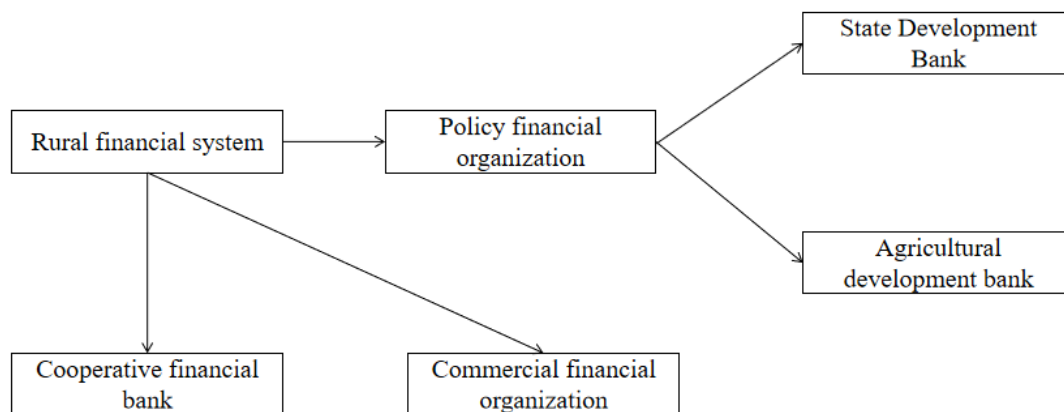 State Development
Bank
Rural financial system
Policy financial
organization
Agricultural
development bank
Cooperative financial
bank
Commercial financial
organization